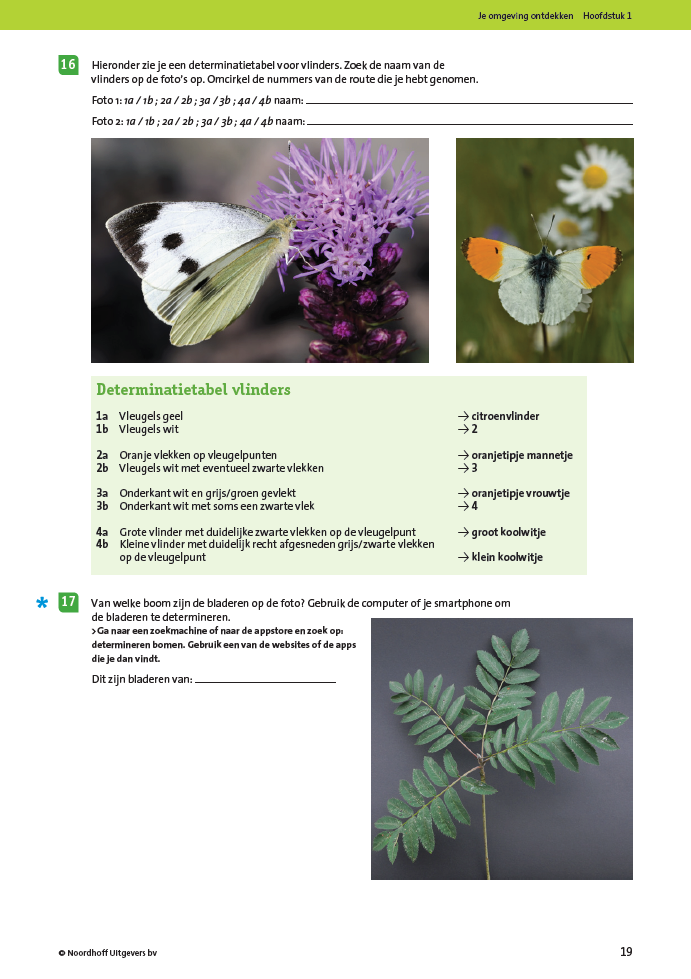 Je omgeving ontdekken Hoofdstuk 1
16 Hieronder zie je een determinatietabel voor vlinders. Zoek de naam van de
vlinders op de foto's op. Omcirkel de nummers van de route die je hebt genomen.
Foto 1: 1a / 1b ; 2a / 2b ; 3a / 3b ; 4a / 4b naam:
Foto 2: 1a / 1b ; 2a / 2b ; 3a / 3b ; 4a / 4b naam:
Determinatietabel vlinders
1a Vleugels geel → citroenvlinder
1b Vleugels wit → 2
2a Oranje vlekken op vleugelpunten → oranjetipje mannetje
2b Vleugels wit met eventueel zwarte vlekken → 3
3a Onderkant wit en grijs/groen gevlekt → oranjetipje vrouwtje
3b Onderkant wit met soms een zwarte vlek → 4
4a Grote vlinder met duidelijke zwarte vlekken op de vleugelpunt → groot koolwitje
4b Kleine vlinder met duidelijk recht afgesneden grijs/zwarte vlekken
op de vleugelpunt → klein koolwitje
* 17 Van welke boom zijn de bladeren op de foto? Gebruik de computer of je smartphone om
de bladeren te determineren.
> Ga naar een zoekmachine of naar de appstore en zoek op:
determineren bomen. Gebruik een van de websites of de apps
die je dan vindt.
Dit zijn bladeren van:
© Noordhoff Uitgevers bv
19